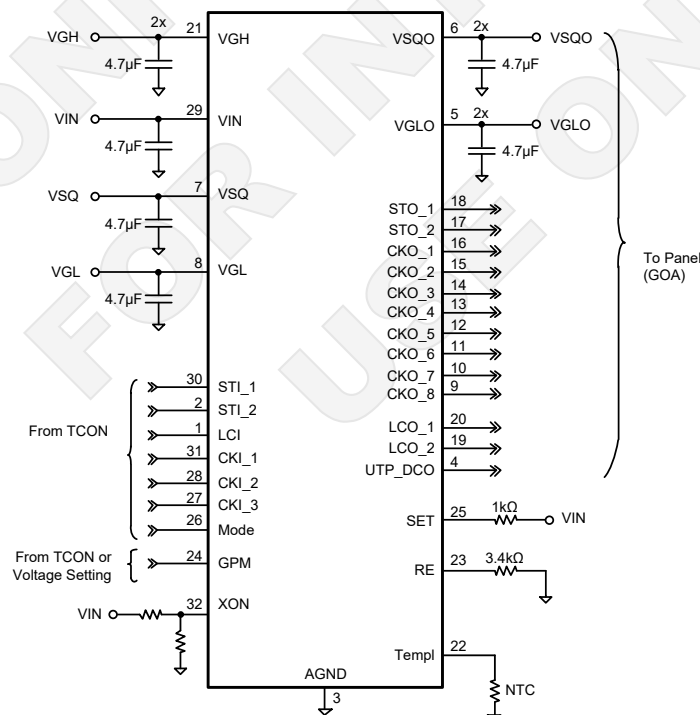 VGH 2x 21 VGH
4.7μF
VIN 29 VIN
4.7μF
VSQ 7 VSQ
4.7μF
VGL 8 VGL
4.7μF
From TCON
30 STI_1
2 STI_2
1 LCI
31 CKI_1
28 CKI_2
27 CKI_3
26 Mode
From TCON or
Voltage Setting
24 GPM
VIN 32 XON
AGND
3
VSQO 6 2x VSQO
4.7μF
VGLO 5 2x VGLO
4.7μF
STO_1 18
STO_2 17
CKO_1 16
CKO_2 15
CKO_3 14
CKO_4 13
CKO_5 12
CKO_6 11
CKO_7 10
CKO_8 9
LCO_1 20
LCO_2 19
UTP_DCO 4
To Panel
(GOA)
SET 25 1kΩ VIN
RE 23 3.4kΩ
Templ 22
NTC
FOR IN
USE ON